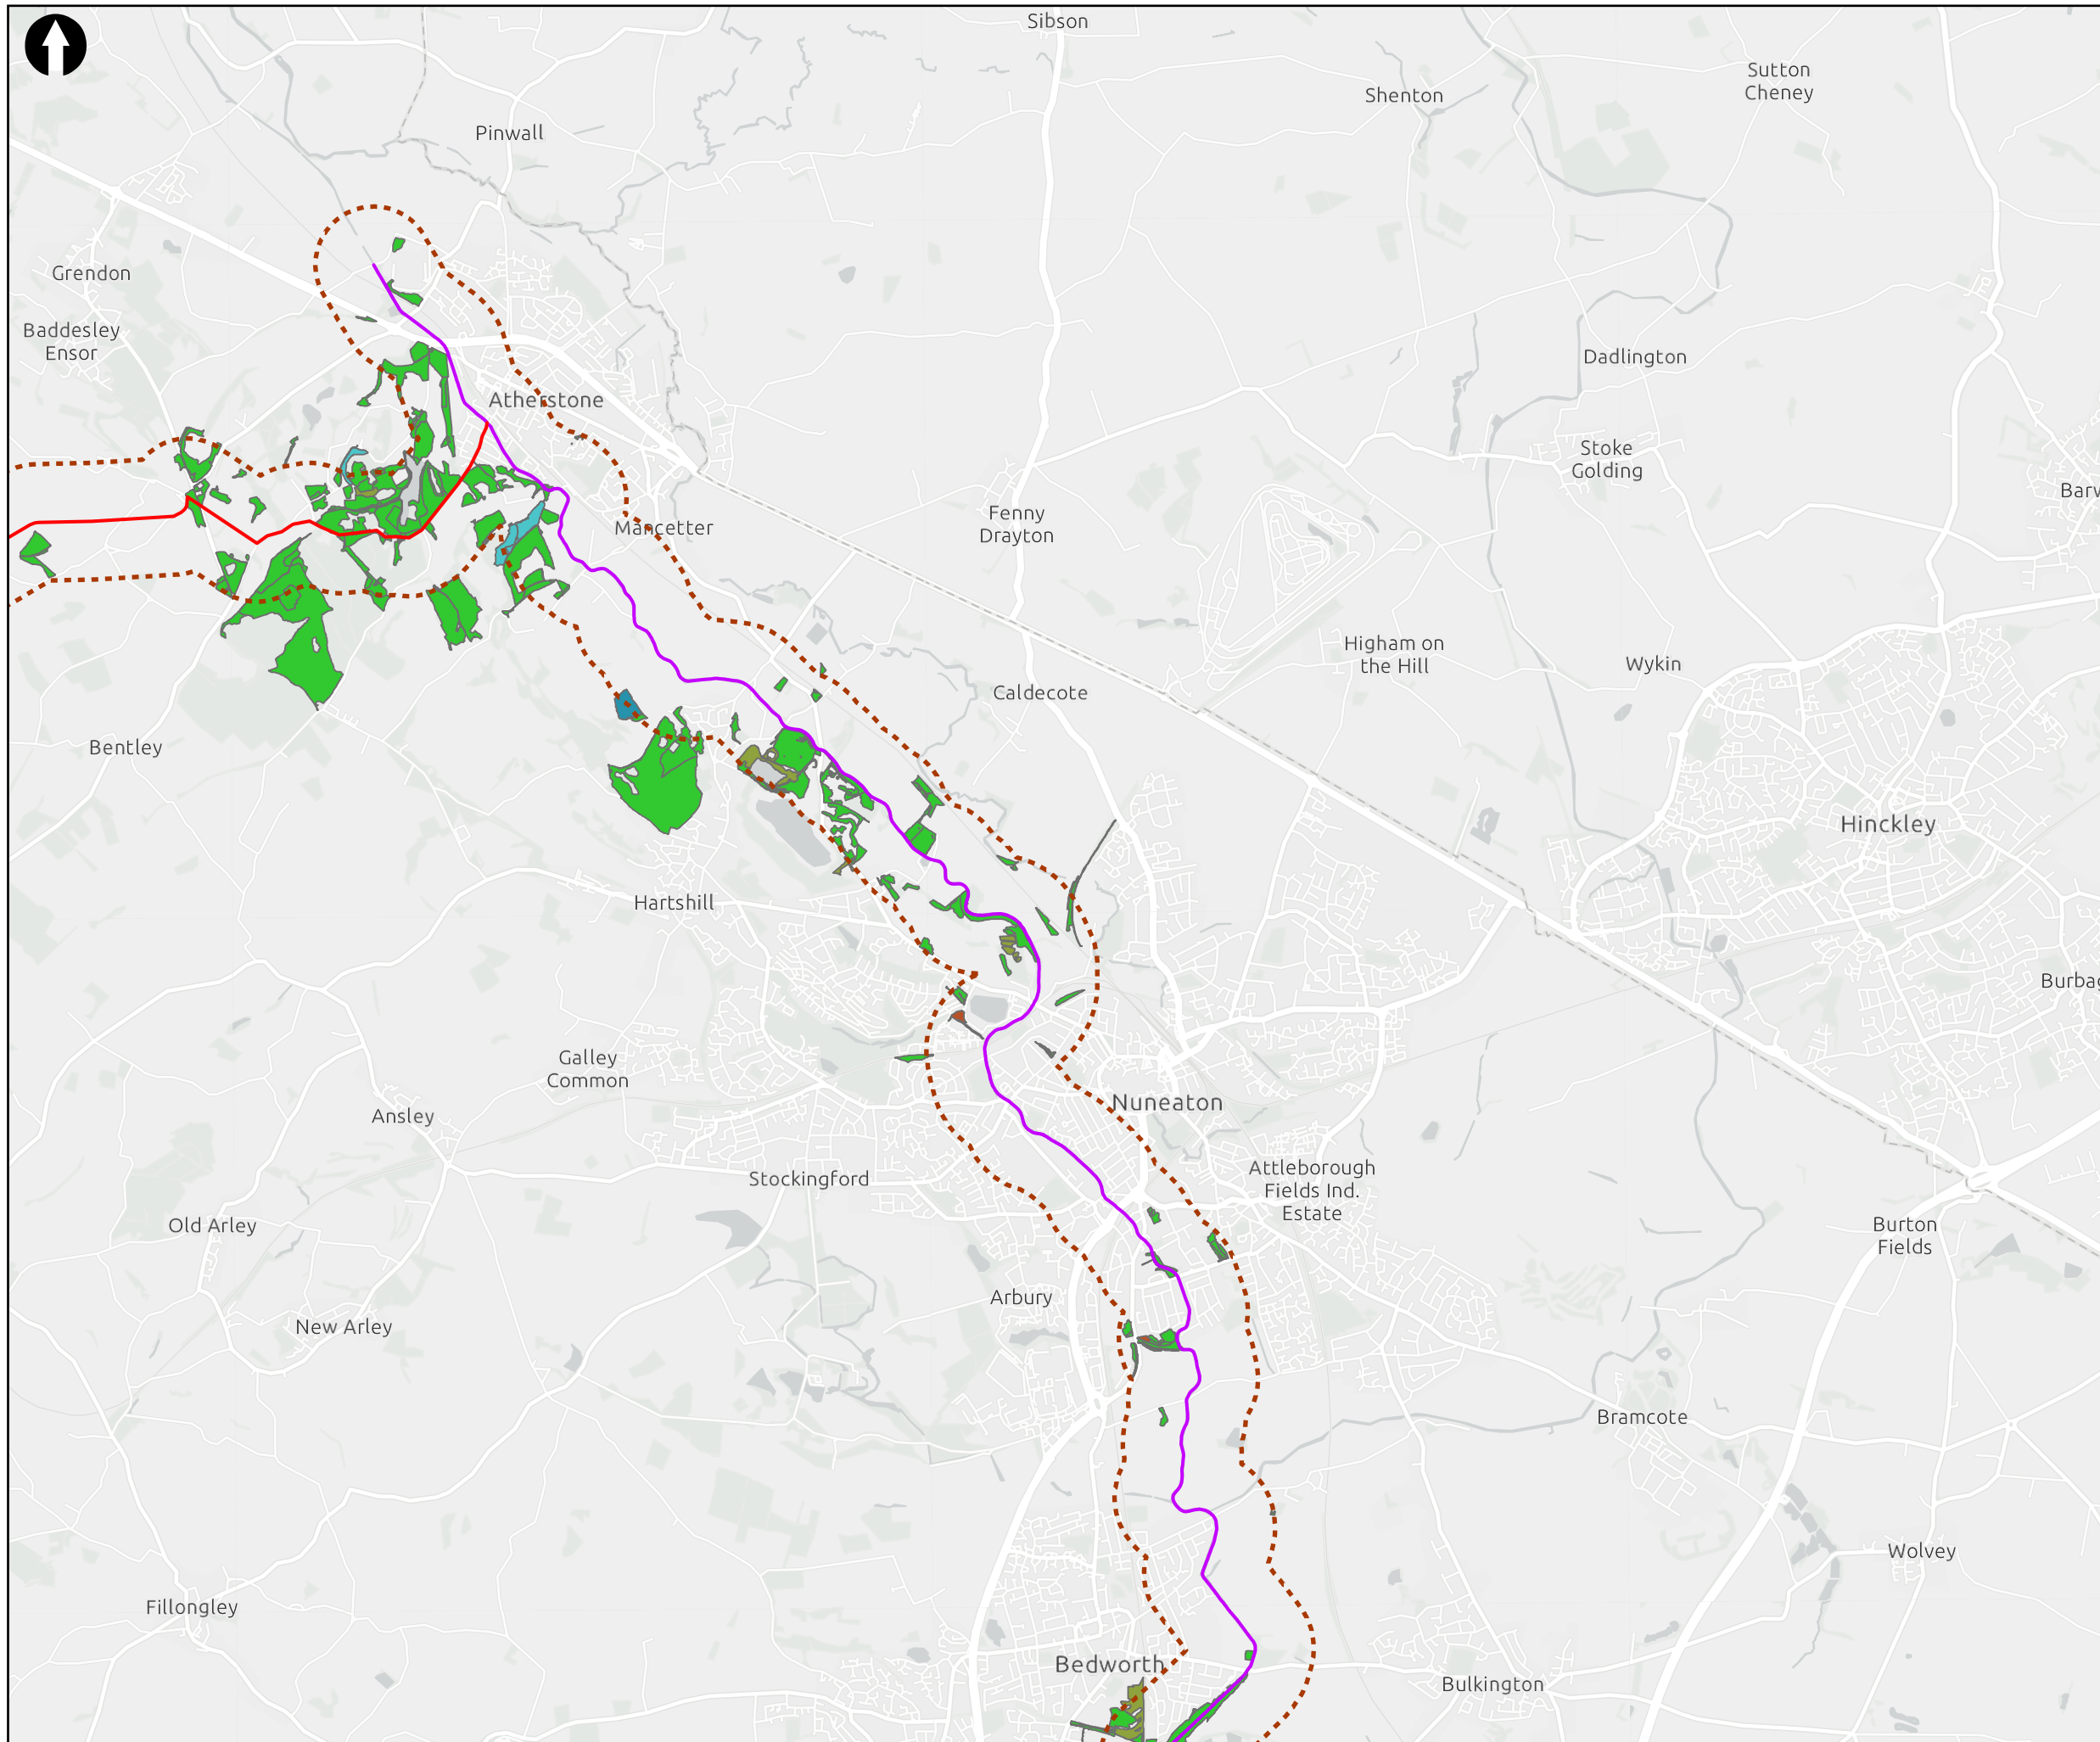 Sibson
Sutton
Cheney
Shenton
Pinwall
Grendon
Baddesley
Ensor
Dadlington
Atherstone
Stoke
Golding
Barw
Fenny
Drayton
Mancetter
Higham on
the Hill
Wykin
Caldecote
Bentley
Hinckley
Hartshill
Burbag
Galley
Common
Ansley
Nuneaton
Attleborough
Fields Ind.
Estate
Stockingford
Old Arley
Burton
Fields
Arbury
New Arley
Bramcote
Wolvey
Fillongley
Bedworth
Bulkington